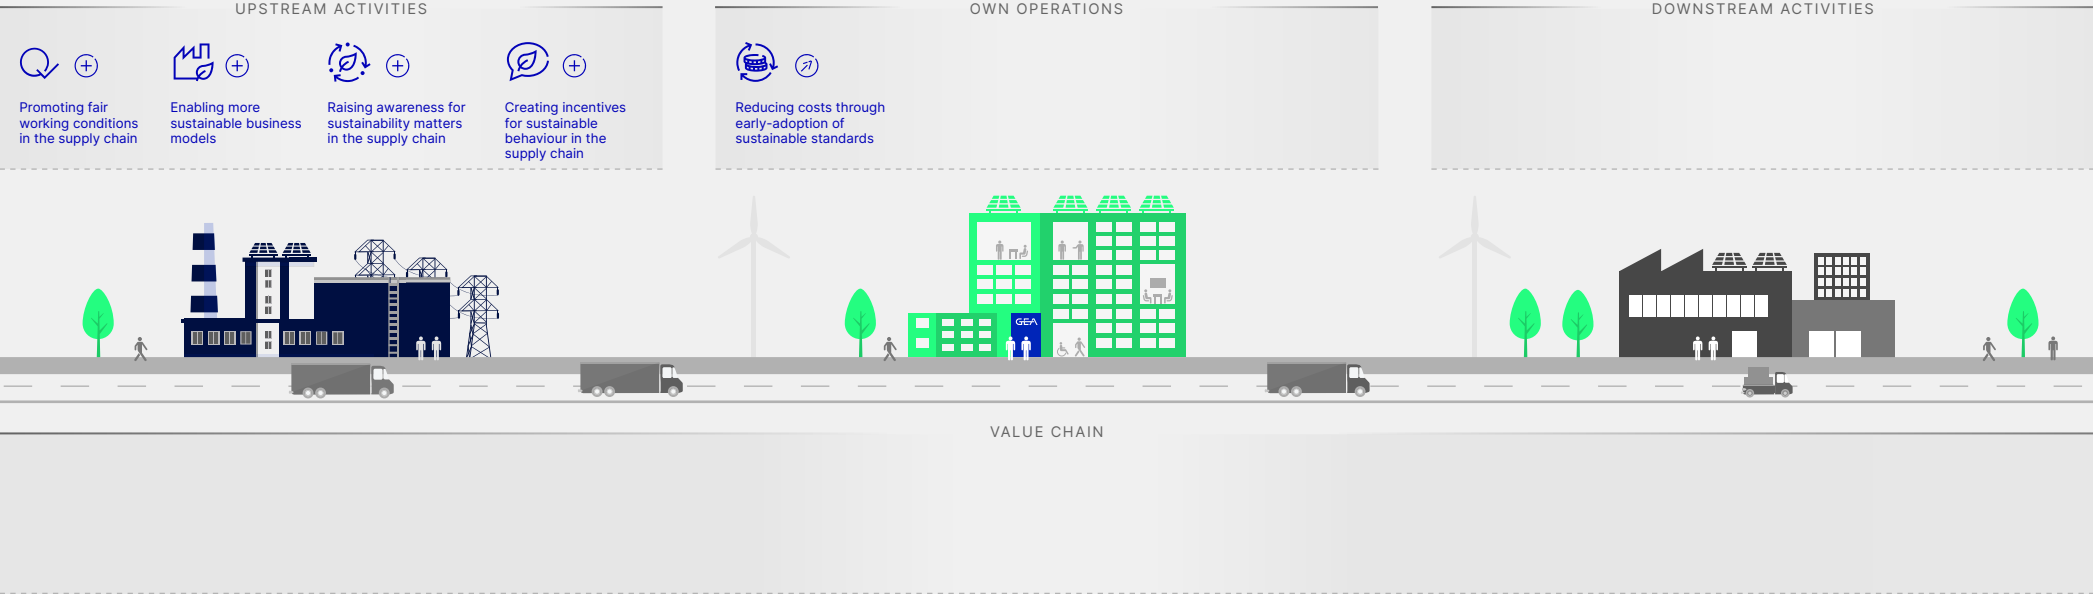 UPSTREAM ACTIVITIES
OWN OPERATIONS
DOWNSTREAM ACTIVITIES
Promoting fair
working conditions
in the supply chain
Enabling more
sustainable business
models
Raising awareness for
sustainability matters
in the supply chain
Creating incentives
for sustainable
behaviour in the
supply chain
Reducing costs through
early-adoption of
sustainable standards
GEA
VALUE CHAIN